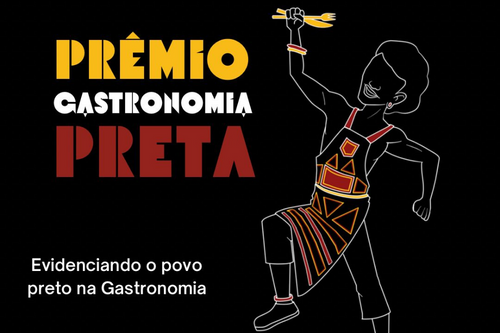 PRÊMIO
GASTRONOMIA
PRETA
Evidenciando o povo
preto na Gastronomia